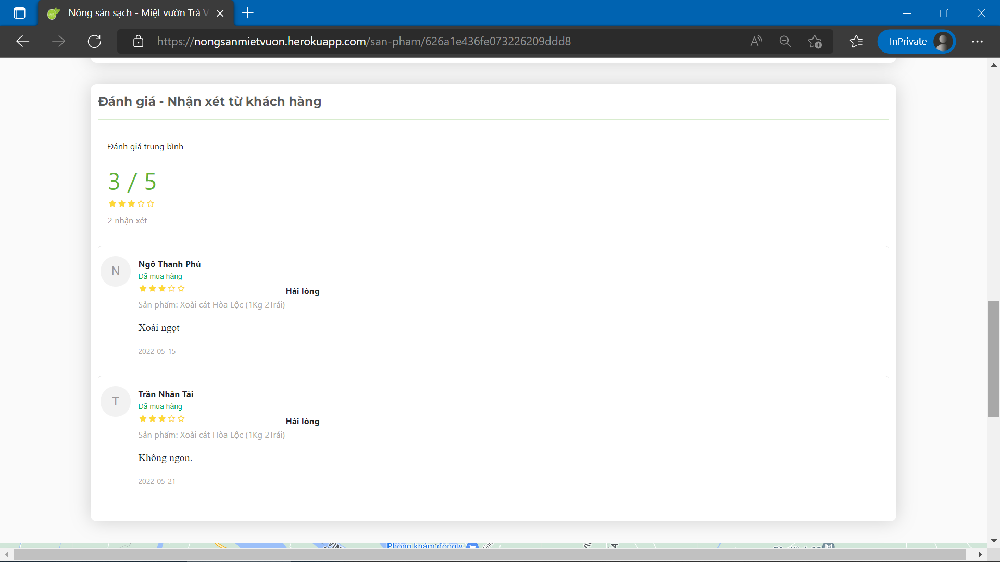 Nông sản sạch - Miệt vườn Trà V
https://nongsanmietvuon.herokuapp.com/san-pham/626a1e436fe073226209ddd8
InPrivate
Đánh giá - Nhận xét từ khách hàng
Đánh giá trung bình
3 / 5
2 nhận xét
N
Ngô Thanh Phú
Đã mua hàng
Hài lòng
Sản phẩm: Xoài cát Hòa Lộc (1Kg 2Trái)
Xoài ngọt
2022-05-15
T
Trần Nhân Tài
Đã mua hàng
Hài lòng
Sản phẩm: Xoài cát Hòa Lộc (1Kg 2Trái)
Không ngon.
2022-05-21
Phòng khám đông y